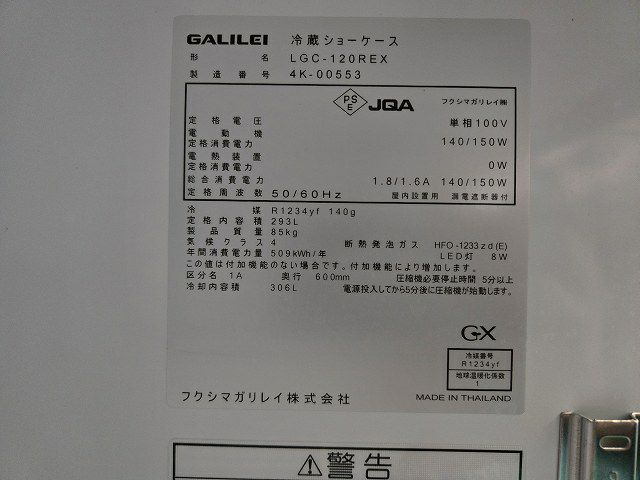 GALILEI 冷蔵ショーケース
形名 LGC-120REX
製造番号 4K-00553
PS E JQA フクシマガリレイ㈱
定格電圧 単相100V
電動機
定格消費電力 140/150W
電熱装置
定格消費電力 0W
総合消費電力 1.8/1.6A 140/150W
定格周波数 50/60Hz 屋内設置用 漏電遮断器付
冷媒 R1234yf 140g
定格内容積 293L
製品質量 85kg
気候クラス 4 断熱発泡ガス HFO-1233zd(E)
年間消費電力量 509kWh/年 LED灯 8W
この値は付加機能のない場合です。付加機能により増加します。
区分名 1A 奥行 600mm 圧縮機必要停止時間 5分以上
冷却内容積 306L 電源投入してから5分後に圧縮機が始動します。
GX
冷媒番号
R1234yf
地球温暖化係数
1
フクシマガリレイ株式会社 MADE IN THAILAND
警告